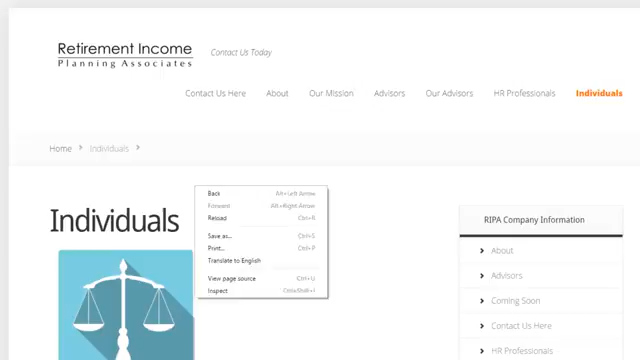 Retirement Income
Planning Associates
Contact Us Today
Contact Us Here About Our Mission Advisors Our Advisors HR Professionals Individuals
Home Individuals
Individuals
Back Alt+Left Arrow
Forward Alt+Right Arrow
Reload Ctrl+R
Save as... Ctrl+S
Print... Ctrl+P
Translate to English
View page source Ctrl+U
Inspect Ctrl+Shift+I
RIPA Company Information
About
Advisors
Coming Soon
Contact Us Here
HR Professionals